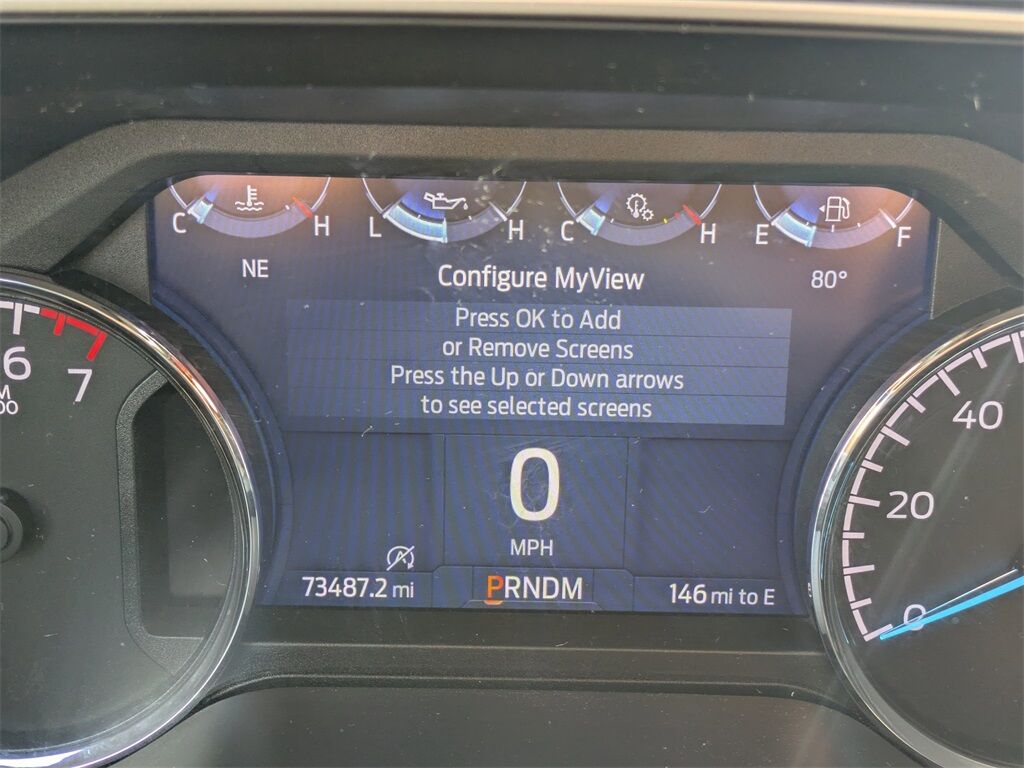 C H L H C H E F
NE
80°
Configure MyView
Press OK to Add
or Remove Screens
Press the Up or Down arrows
to see selected screens
0
MPH
73487.2 mi
PRNDM
146 mi to E
6
7
40
20
0